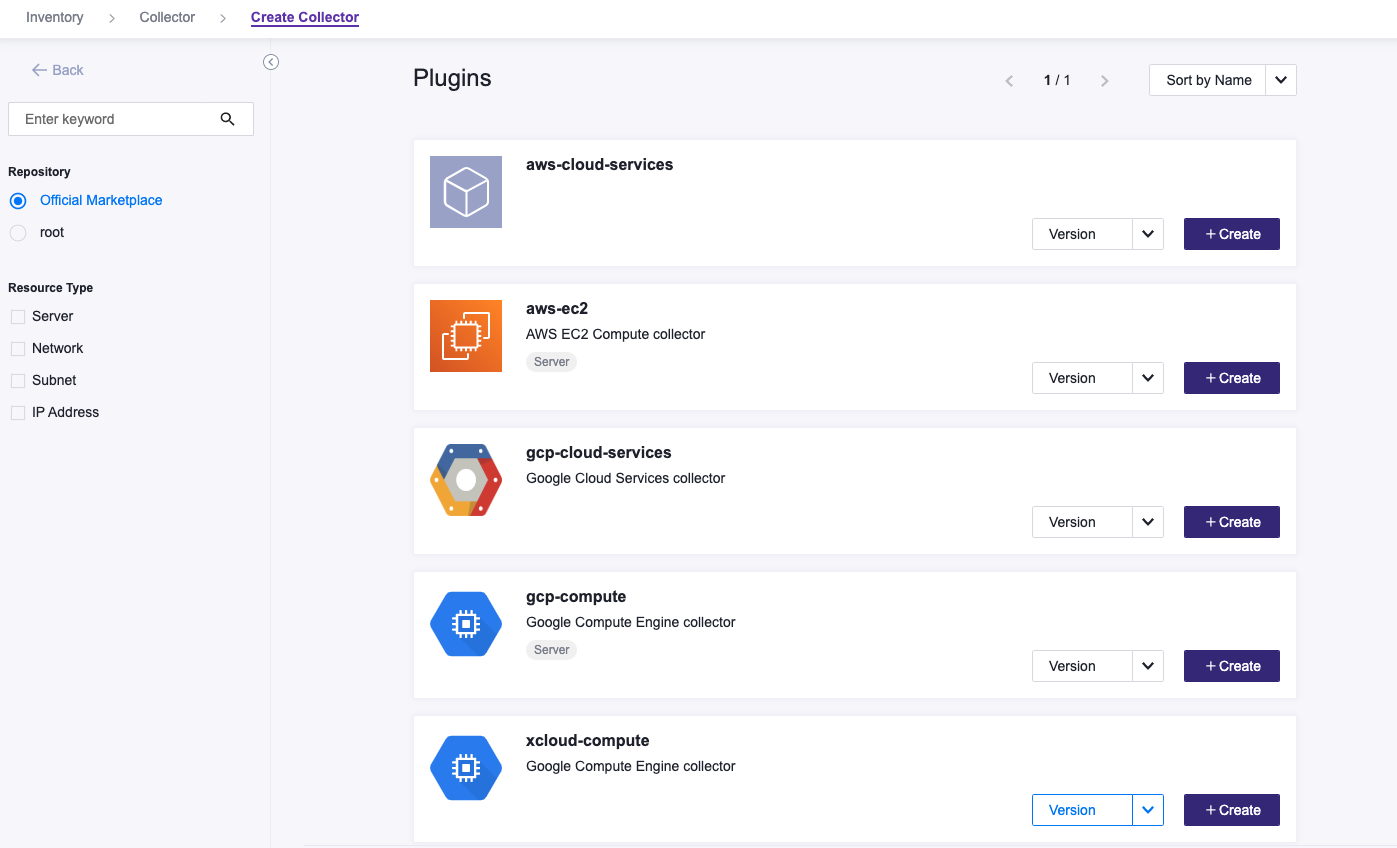 Inventory > Collector > Create Collector
← Back
Enter keyword
Repository
Official Marketplace
root
Resource Type
Server
Network
Subnet
IP Address
Plugins
1 / 1
Sort by Name
aws-cloud-services
Version
+ Create
aws-ec2
AWS EC2 Compute collector
Server
Version
+ Create
gcp-cloud-services
Google Cloud Services collector
Version
+ Create
gcp-compute
Google Compute Engine collector
Server
Version
+ Create
xcloud-compute
Google Compute Engine collector
Version
+ Create